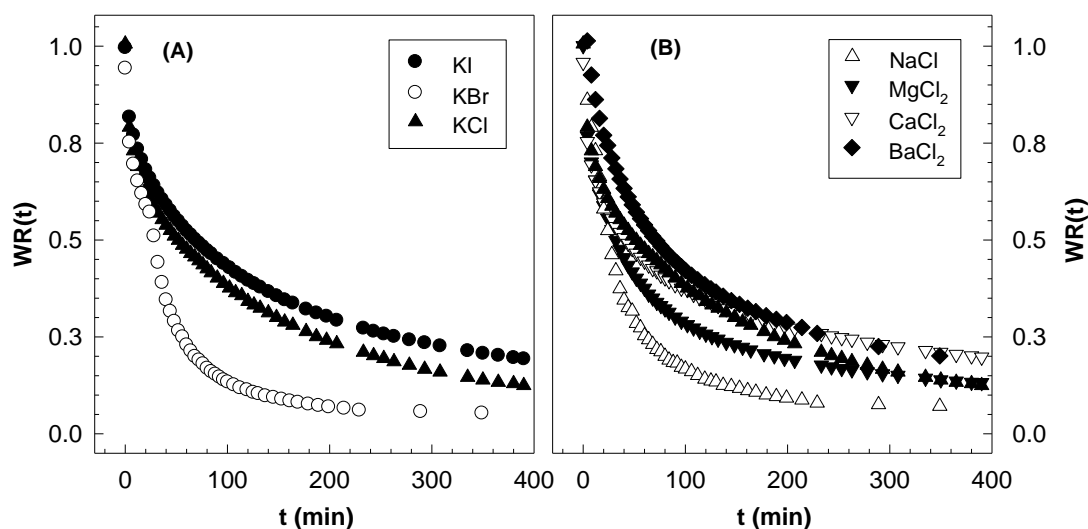 (A)
KI
KBr
KCl
1.0
0.8
0.5
0.3
0.0
WR(t)
0 100 200 300 400
t (min)
(B)
NaCl
MgCl₂
CaCl₂
BaCl₂
1.0
0.8
0.5
0.3
0.0
WR(t)
0 100 200 300 400
t (min)